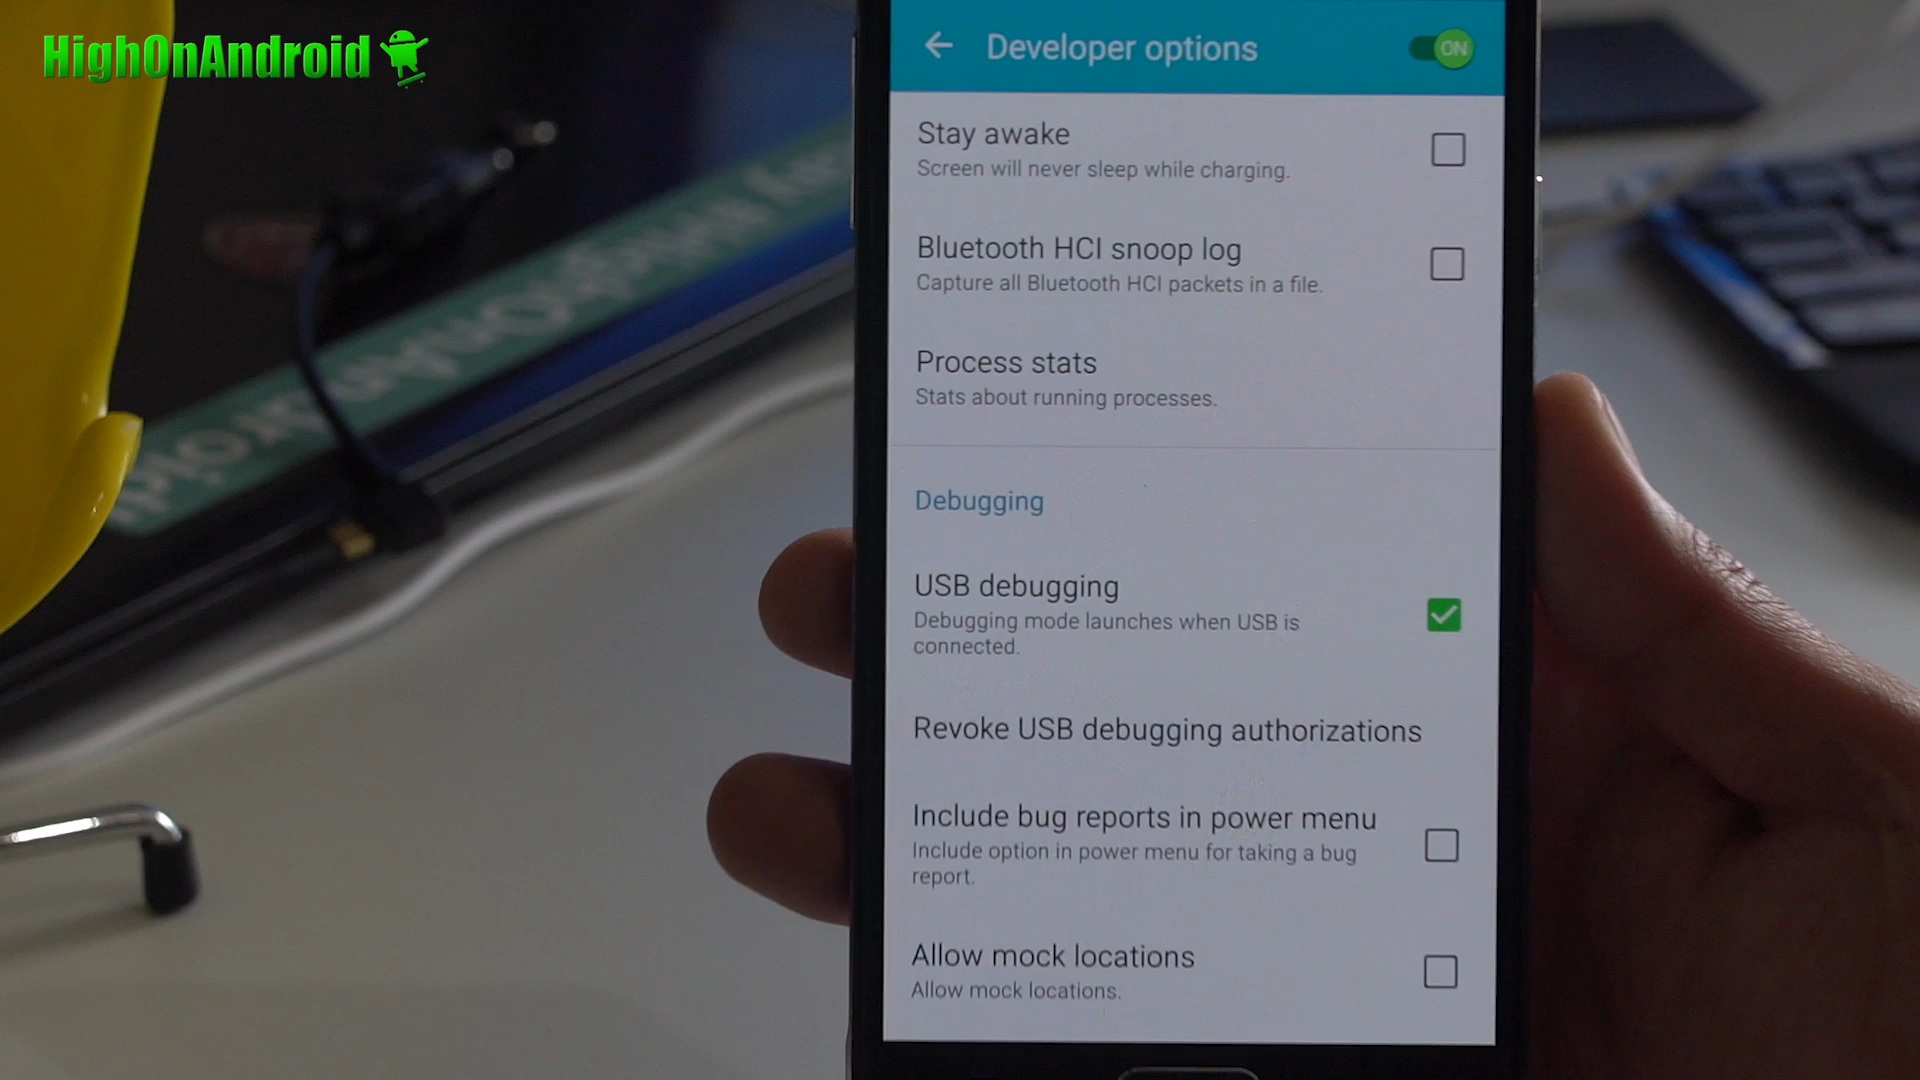 HighOnAndroid
Developer options
ON
Stay awake
Screen will never sleep while charging.
Bluetooth HCI snoop log
Capture all Bluetooth HCI packets in a file.
Process stats
Stats about running processes.
Debugging
USB debugging
Debugging mode launches when USB is
connected.
Revoke USB debugging authorizations
Include bug reports in power menu
Include option in power menu for taking a bug
report.
Allow mock locations
Allow mock locations.